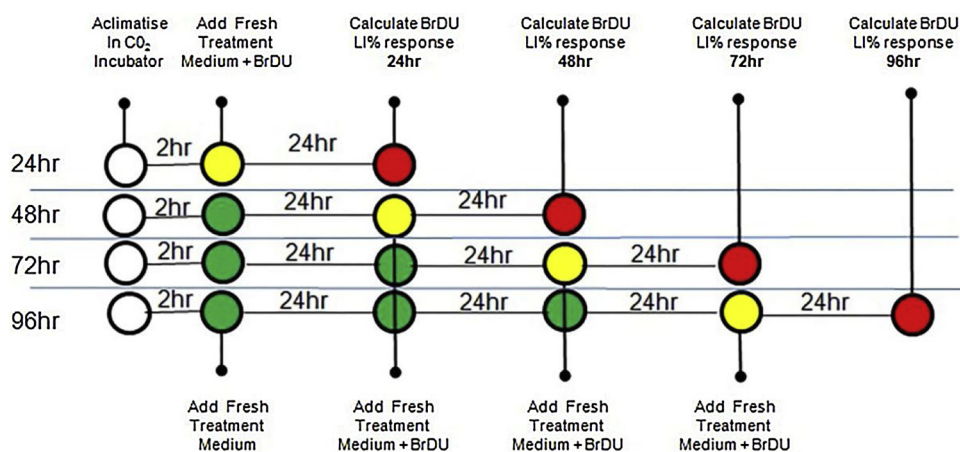 Aclimatise
In C0₂
Incubator
Add Fresh
Treatment
Medium + BrDU
Calculate BrDU
LI% response
24hr
Calculate BrDU
LI% response
48hr
Calculate BrDU
LI% response
72hr
Calculate BrDU
LI% response
96hr
24hr
2hr
24hr
48hr
2hr
24hr
24hr
72hr
2hr
24hr
24hr
24hr
96hr
2hr
24hr
24hr
24hr
24hr
Add Fresh
Treatment
Medium
Add Fresh
Treatment
Medium + BrDU
Add Fresh
Treatment
Medium + BrDU
Add Fresh
Treatment
Medium + BrDU